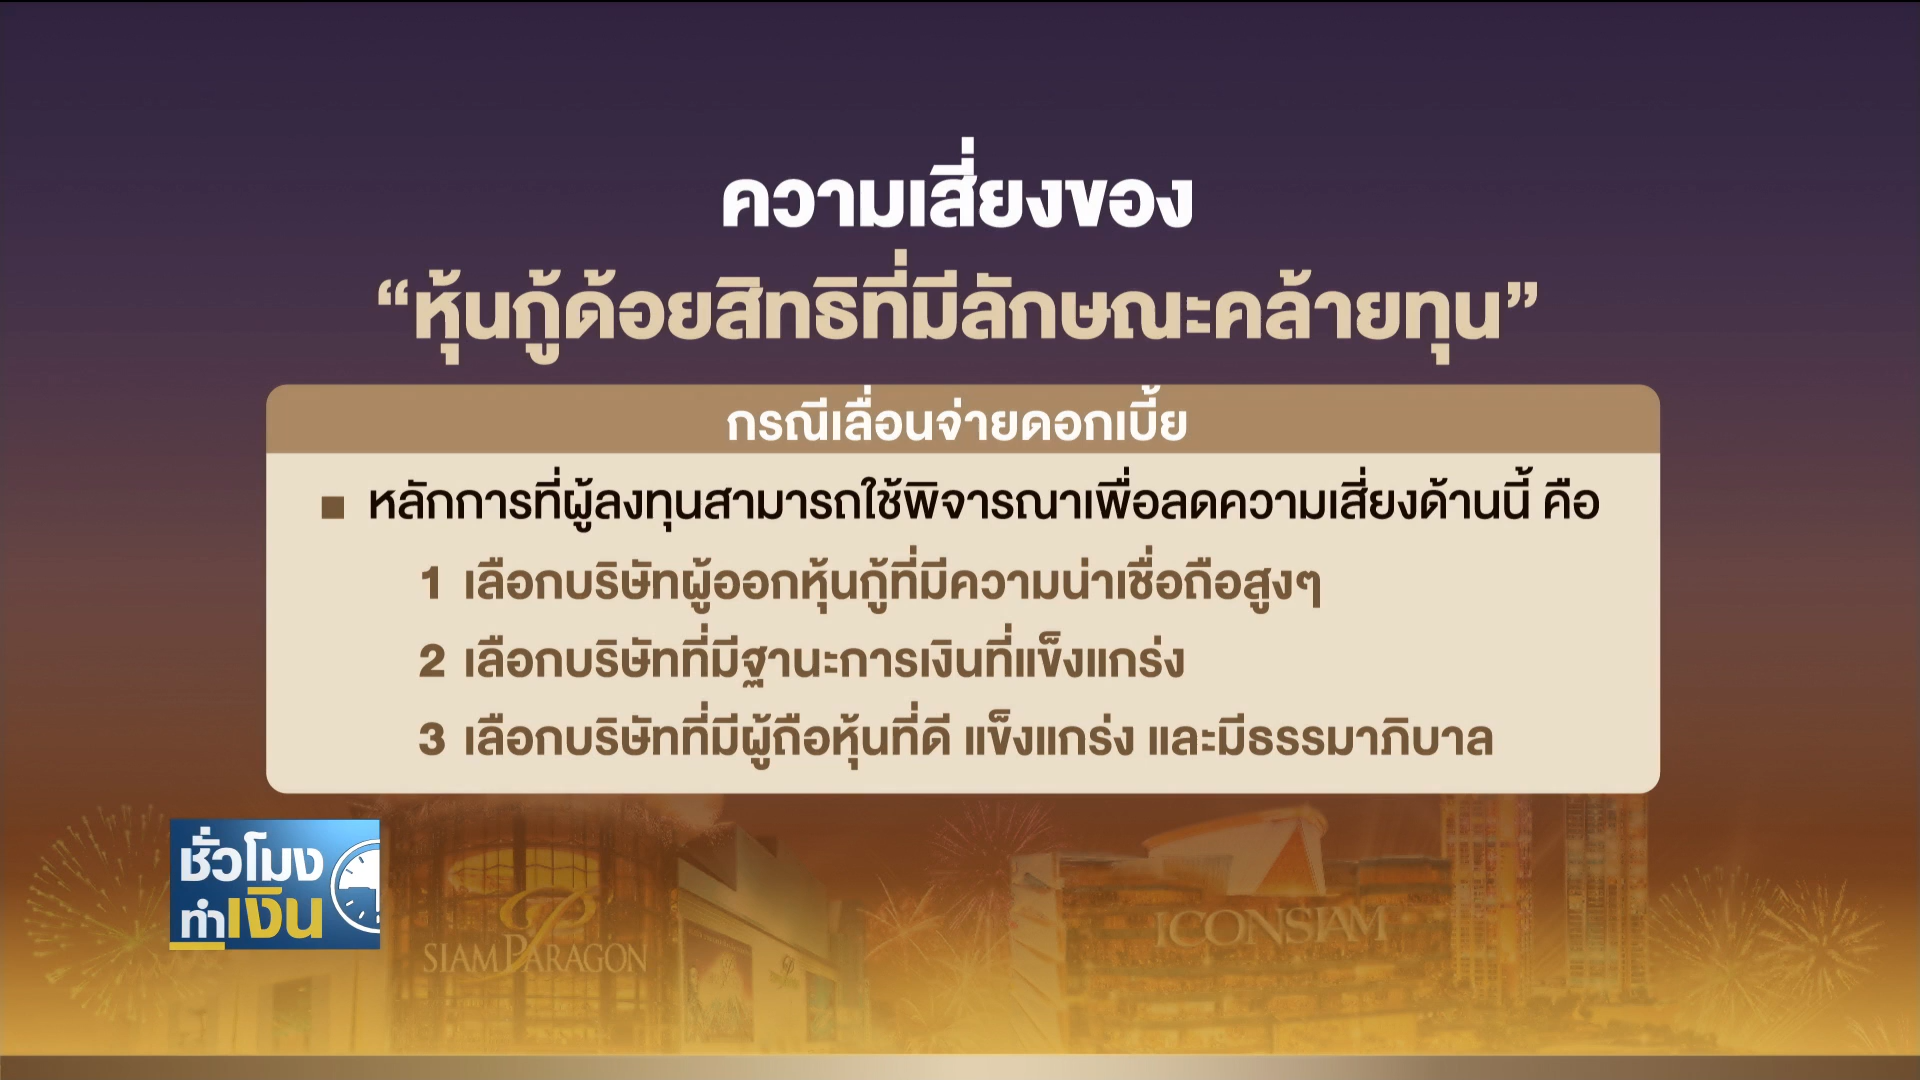 ความเสี่ยงของ
“หุ้นกู้ด้อยสิทธิที่มีลักษณะคล้ายทุน”
กรณีเลื่อนจ่ายดอกเบี้ย
■ หลักการที่ผู้ลงทุนสามารถใช้พิจารณาเพื่อลดความเสี่ยงด้านนี้ คือ
1 เลือกบริษัทผู้ออกหุ้นกู้ที่มีความน่าเชื่อถือสูงๆ
2 เลือกบริษัทที่มีฐานะการเงินที่แข็งแกร่ง
3 เลือกบริษัทที่มีผู้ถือหุ้นที่ดี แข็งแกร่ง และมีธรรมาภิบาล
ชั่วโมง
ทำเงิน
SIAM PARAGON
ICONSIAM